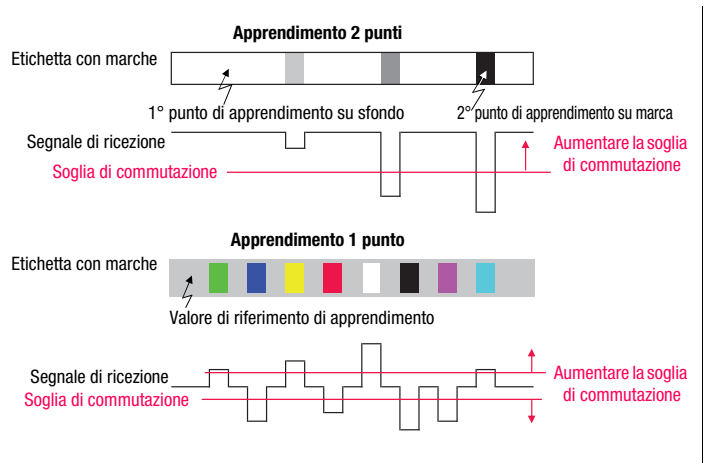 Apprendimento 2 punti
Etichetta con marche
1° punto di apprendimento su sfondo
2° punto di apprendimento su marca
Segnale di ricezione
Aumentare la soglia
di commutazione
Soglia di commutazione
Apprendimento 1 punto
Etichetta con marche
Valore di riferimento di apprendimento
Segnale di ricezione
Aumentare la soglia
di commutazione
Soglia di commutazione